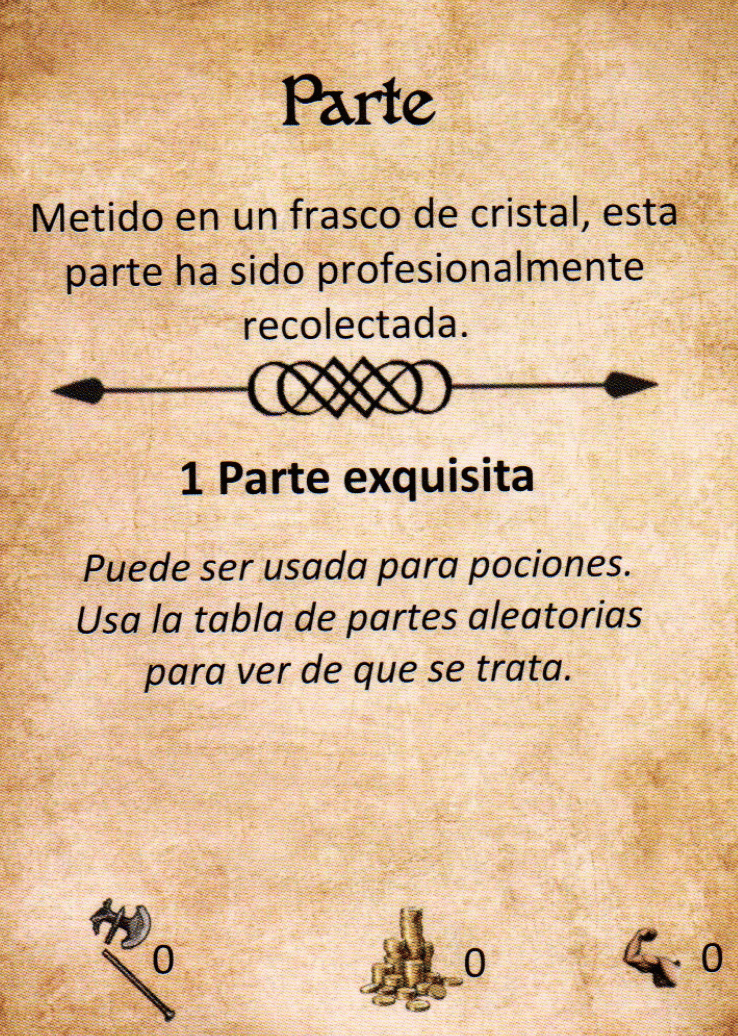 Parte
Metido en un frasco de cristal, esta
parte ha sido profesionalmente
recolectada.
1 Parte exquisita
Puede ser usada para pociones.
Usa la tabla de partes aleatorias
para ver de que se trata.
0 0 0